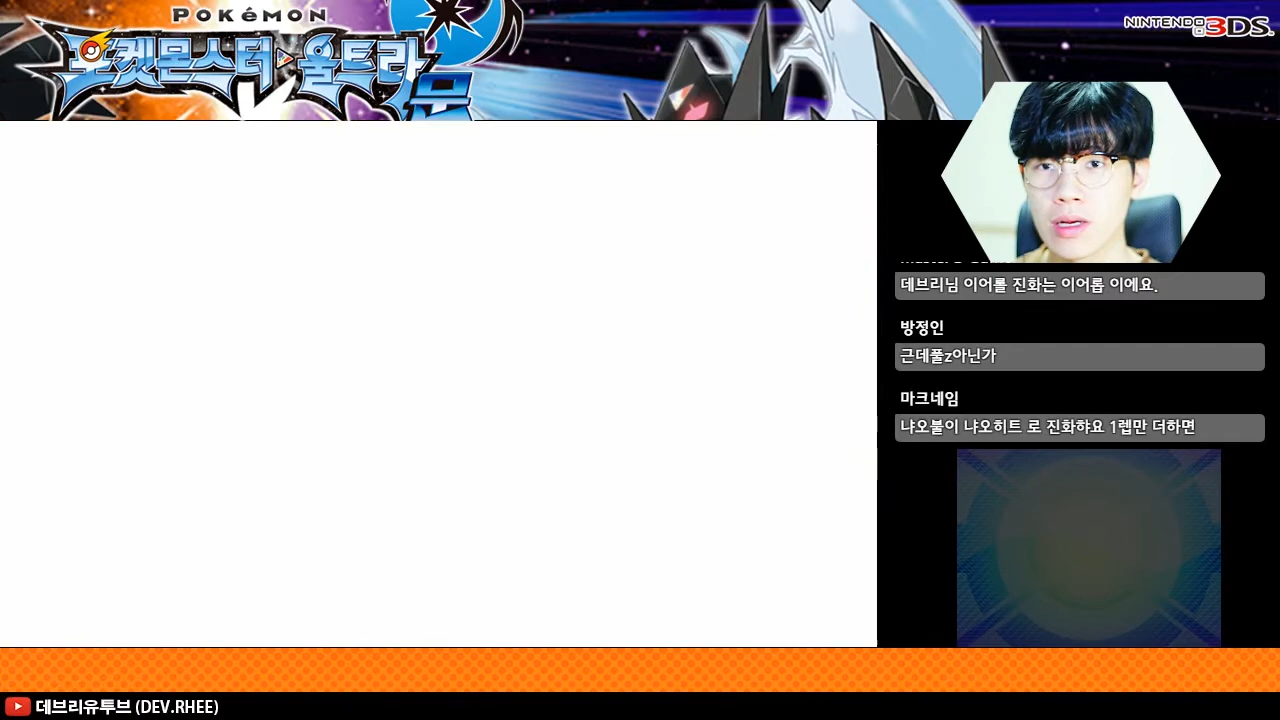 POKéMON
포켓몬스터 울트라
문
NINTENDO 3DS.
데브리님 이어롤 진화는 이어롭 이에요.
방정인
근데풀z아닌가
마크네임
냐오불이 냐오히트 로 진화햐요 1렙만 더하면
데브리유투브 (DEV.RHEE)